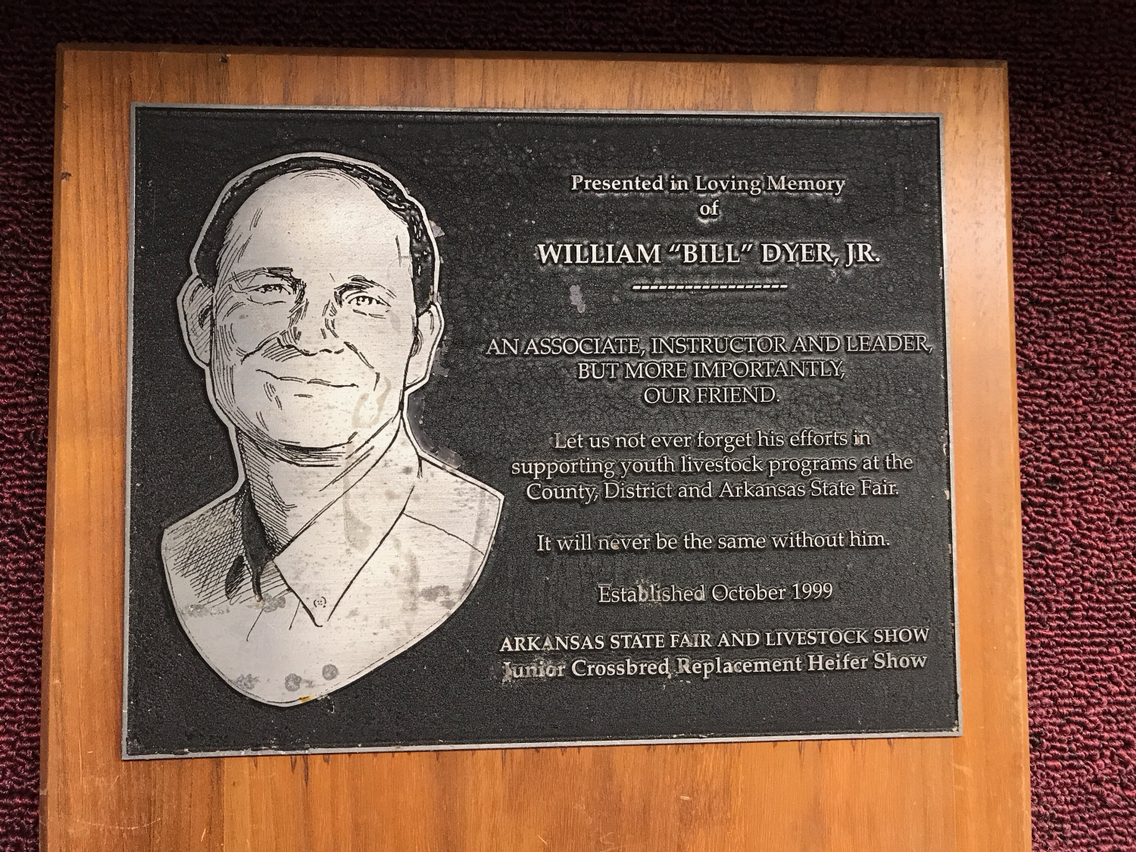 Presented in Loving Memory
of
WILLIAM “BILL” DYER, JR.
AN ASSOCIATE, INSTRUCTOR AND LEADER,
BUT MORE IMPORTANTLY,
OUR FRIEND.
Let us not ever forget his efforts in
supporting youth livestock programs at the
County, District and Arkansas State Fair.
It will never be the same without him.
Established October 1999
ARKANSAS STATE FAIR AND LIVESTOCK SHOW
Junior Crossbred Replacement Heifer Show